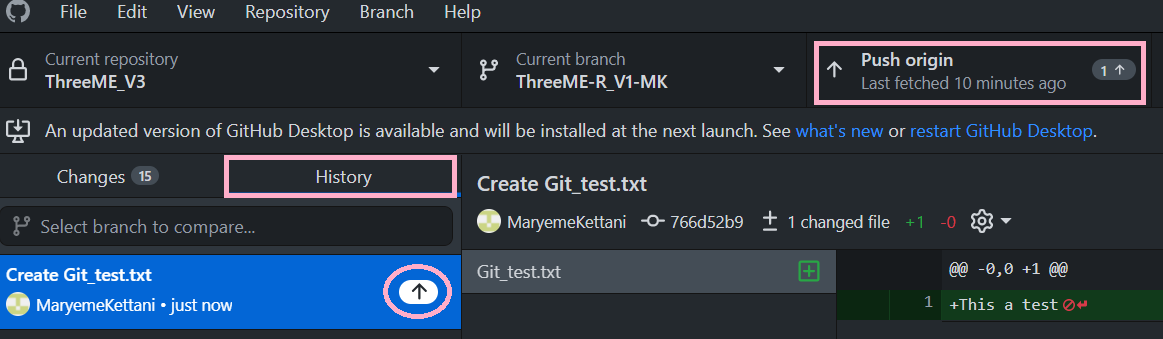 File Edit View Repository Branch Help
Current repository
ThreeME_V3
Current branch
ThreeME-R_V1-MK
Push origin
Last fetched 10 minutes ago
1
An updated version of GitHub Desktop is available and will be installed at the next launch. See what's new or restart GitHub Desktop.
Changes 15
History
Select branch to compare...
Create Git_test.txt
MaryemeKettani • just now
Create Git_test.txt
MaryemeKettani 766d52b9 1 changed file +1 -0
Git_test.txt
@@ -0,0 +1 @@
1 +This a test